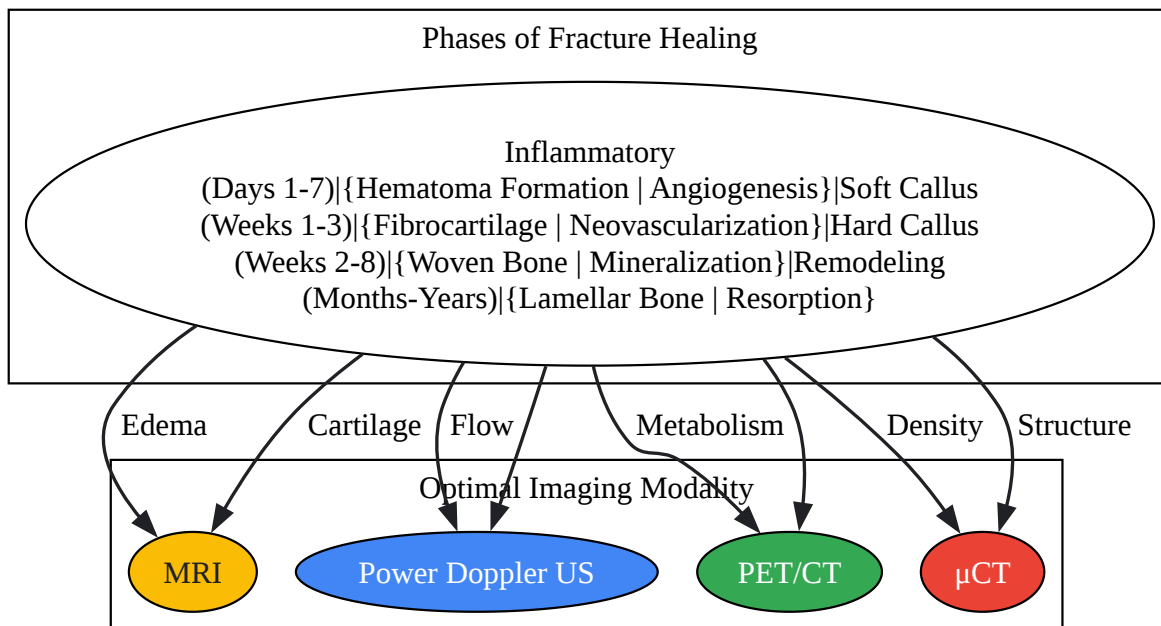 Phases of Fracture Healing
Inflammatory
(Days 1-7)|{Hematoma Formation | Angiogenesis}|Soft Callus
(Weeks 1-3)|{Fibrocartilage | Neovascularization}|Hard Callus
(Weeks 2-8)|{Woven Bone | Mineralization}|Remodeling
(Months-Years)|{Lamellar Bone | Resorption}
Edema
Cartilage
Flow
Metabolism
Density
Structure
Optimal Imaging Modality
MRI
Power Doppler US
PET/CT
μCT